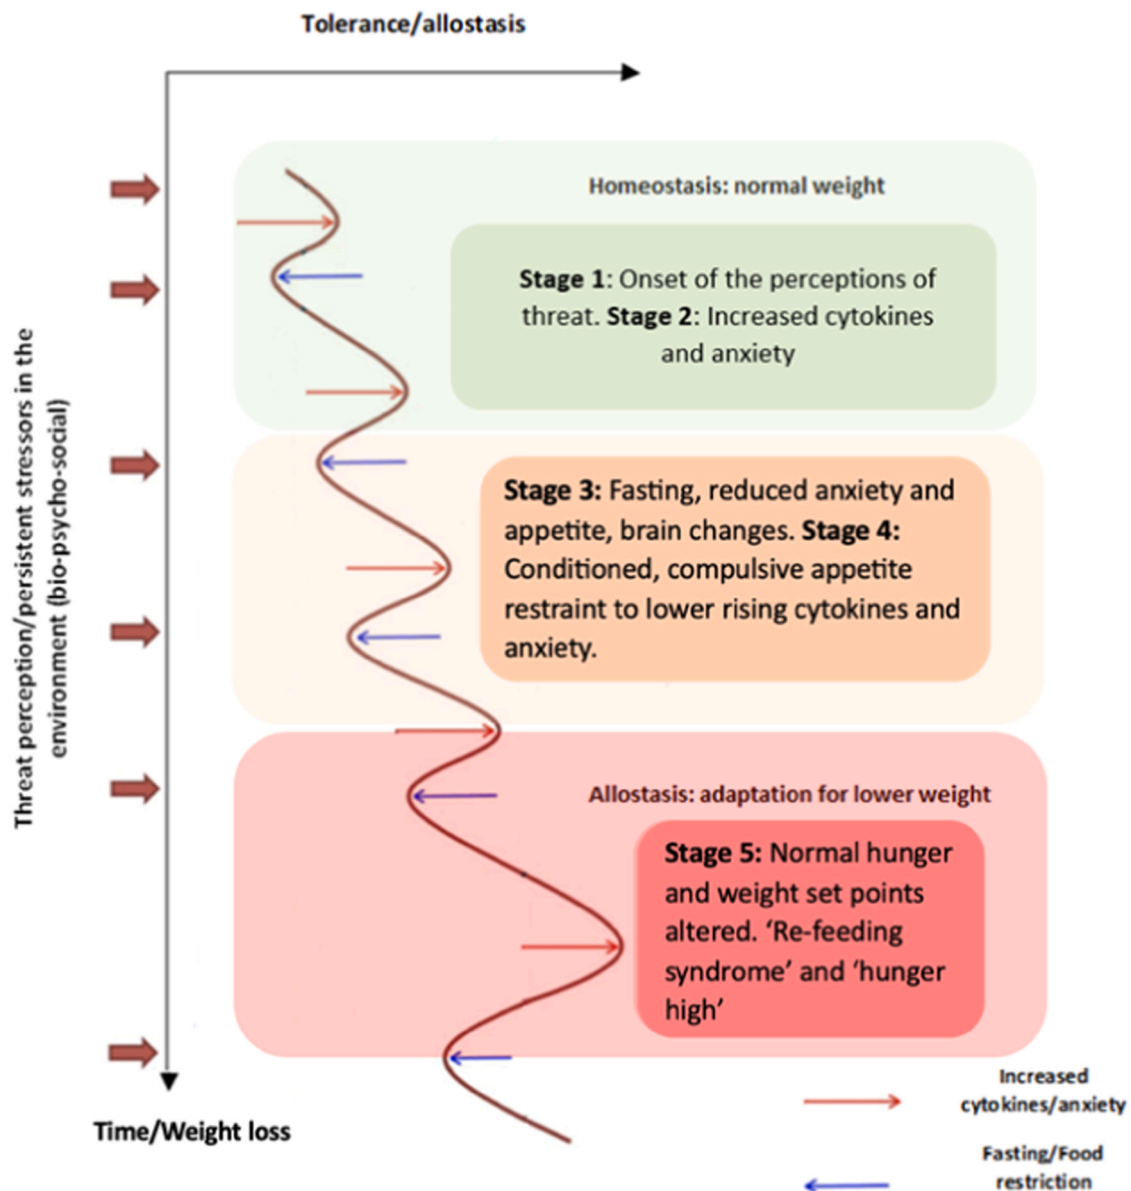 Tolerance/allostasis
Threat perception/persistent stressors in the
environment (bio-psycho-social)
Homeostasis: normal weight
Stage 1: Onset of the perceptions of
threat. Stage 2: Increased cytokines
and anxiety
Stage 3: Fasting, reduced anxiety and
appetite, brain changes. Stage 4:
Conditioned, compulsive appetite
restraint to lower rising cytokines and
anxiety.
Allostasis: adaptation for lower weight
Stage 5: Normal hunger
and weight set points
altered. ‘Re-feeding
syndrome’ and ‘hunger
high’
Time/Weight loss
Increased
cytokines/anxiety
Fasting/Food
restriction